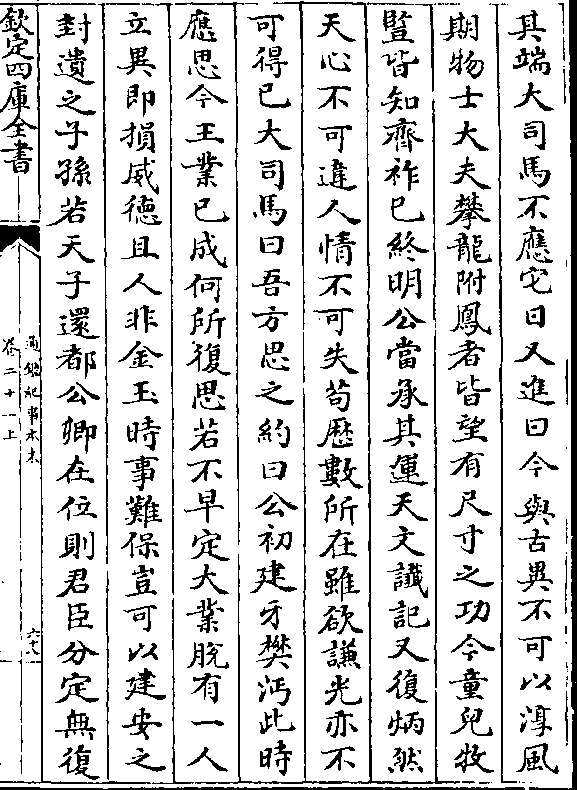 其端大司馬不應它日又進曰今與古異不可以淳風
期物士大夫攀龍附鳳者皆望有尺寸之功今童兒牧
豎皆知齊祚已終明公當承其運天文䜟記又復炳然
天心不可違人情不可失茍歷數所在雖欲謙光亦不
可得已大司馬曰吾方思之約曰公初建牙樊沔此時
應思今王業已成何所復思若不早定大業脫有一人
立異即損威德且人非金玉時事難保豈可以建安之
封遺之子孫若天子還都公卿在位則君臣分定無復
欽定四庫全書
通鑑紀事本末
卷二十一上
六十八